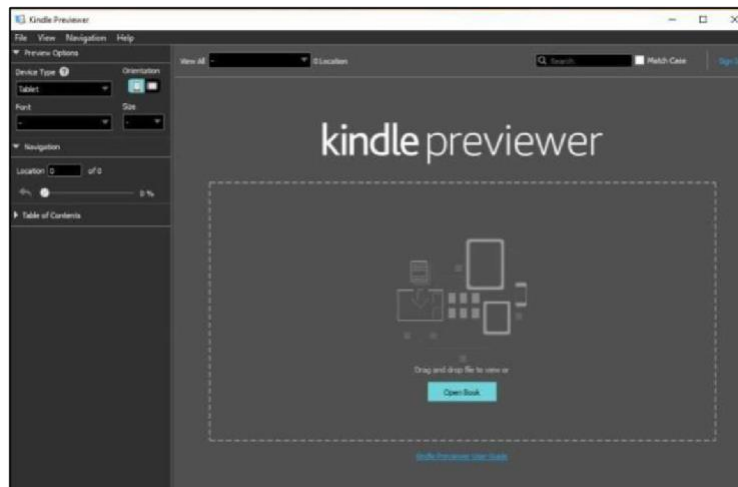 Kindle Previewer
File View Navigation Help
Preview Options
Device Type ? Orientation
Tablet
Font Size
- -
Navigation
Location 0 of 0
0 %
Table of Contents
View All - 0 Location
Search Match Case Sign
kindle previewer
Drag and drop file to view or
Open Book
Kindle Previewer User Guide